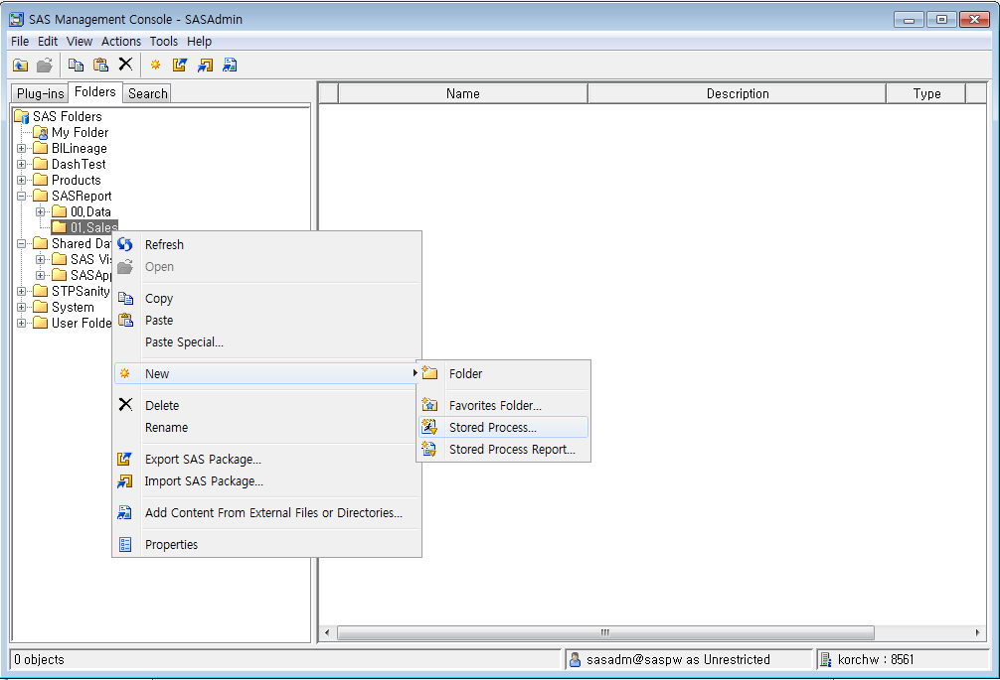 SAS Management Console - SASAdmin
File Edit View Actions Tools Help
Plug-ins Folders Search
SAS Folders
My Folder
BILineage
DashTest
Products
SASReport
00,Data
01,Sales
Shared Da
SAS Vi
SASApp
STPSanity
System
User Folde
Refresh
Open
Copy
Paste
Paste Special...
New
Delete
Rename
Export SAS Package...
Import SAS Package...
Add Content From External Files or Directories...
Properties
Folder
Favorites Folder...
Stored Process...
Stored Process Report...
Name Description Type
0 objects
sasadm@saspw as Unrestricted
korchw : 8561